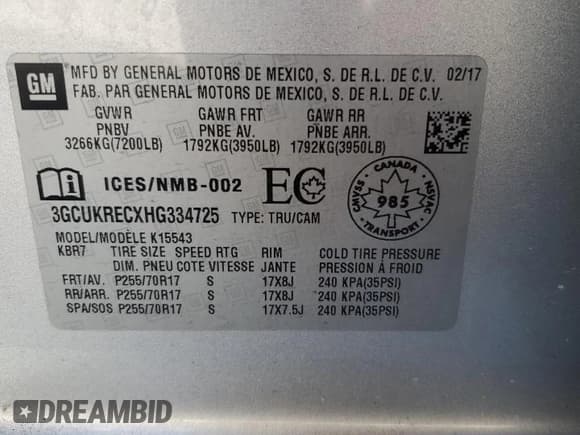 GM
MFD BY GENERAL MOTORS DE MEXICO, S. DE R.L. DE C.V. 02/17
FAB. PAR GENERAL MOTORS DE MEXICO, S. DE R.L. DE C.V.
GVWR GAWR FRT GAWR RR
PNBV PNBE AV. PNBE ARR.
3266KG(7200LB) 1792KG(3950LB) 1792KG(3950LB)
ICES/NMB-002 EC
CANADA
CMVSS NSVAC
985
TRANSPORT
3GCUKRECXHG334725 TYPE: TRU/CAM
MODEL/MODÈLE K15543
KBR7 TIRE SIZE SPEED RTG RIM COLD TIRE PRESSURE
DIM. PNEU COTE VITESSE JANTE PRESSION À FROID
FRT/AV. P255/70R17 S 17X8J 240 KPA(35PSI)
RR/ARR. P255/70R17 S 17X8J 240 KPA(35PSI)
SPA/SOS P255/70R17 S 17X7.5J 240 KPA(35PSI)
DREAMBID